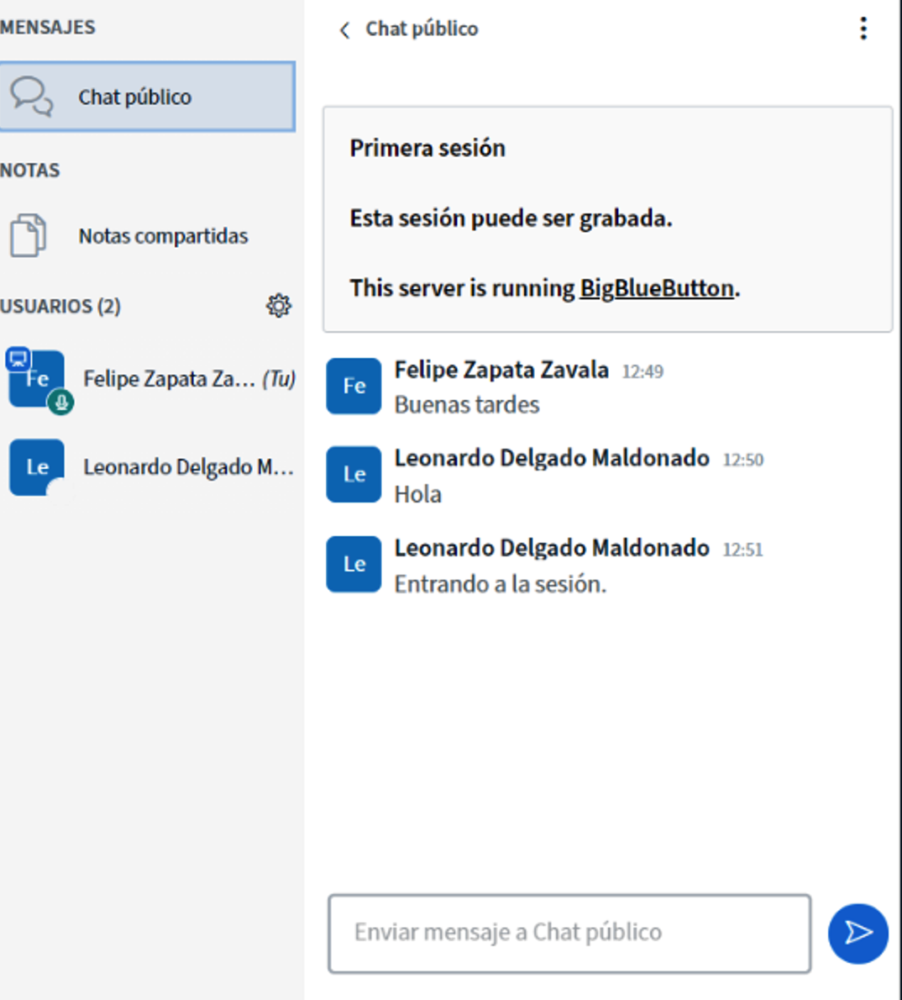 MENSAJES
Chat público
NOTAS
Notas compartidas
USUARIOS (2)
Fe
Felipe Zapata Za... (Tu)
Le
Leonardo Delgado M...
Chat público
Primera sesión
Esta sesión puede ser grabada.
This server is running BigBlueButton.
Fe
Felipe Zapata Zavala 12:49
Buenas tardes
Le
Leonardo Delgado Maldonado 12:50
Hola
Le
Leonardo Delgado Maldonado 12:51
Entrando a la sesión.
Enviar mensaje a Chat público